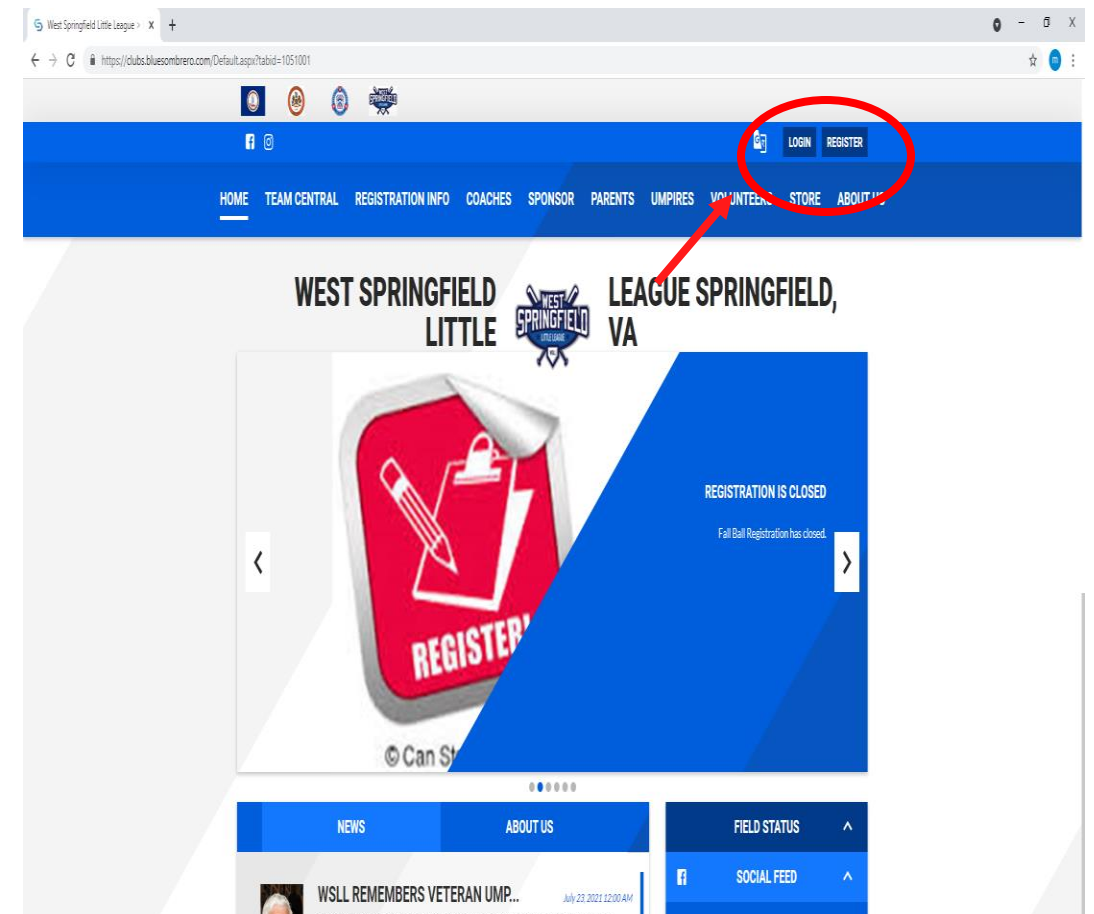 West Springfield Little League >
https://clubs.bluesombrero.com/Default.aspx?tabid=1051001
m
WEST SPRINGFIELD
LOGIN REGISTER
HOME TEAM CENTRAL REGISTRATION INFO COACHES SPONSOR PARENTS UMPIRES VOLUNTEERS STORE ABOUT US
WEST SPRINGFIELD LEAGUE SPRINGFIELD,
LITTLE VA
WEST
SPRINGFIELD
LITTLE LEAGUE
REGISTRATION IS CLOSED
Fall Ball Registration has closed.
REGISTER!
© Can St
NEWS ABOUT US FIELD STATUS
SOCIAL FEED
WSLL REMEMBERS VETERAN UMP... July 23, 2021 12:00 AM